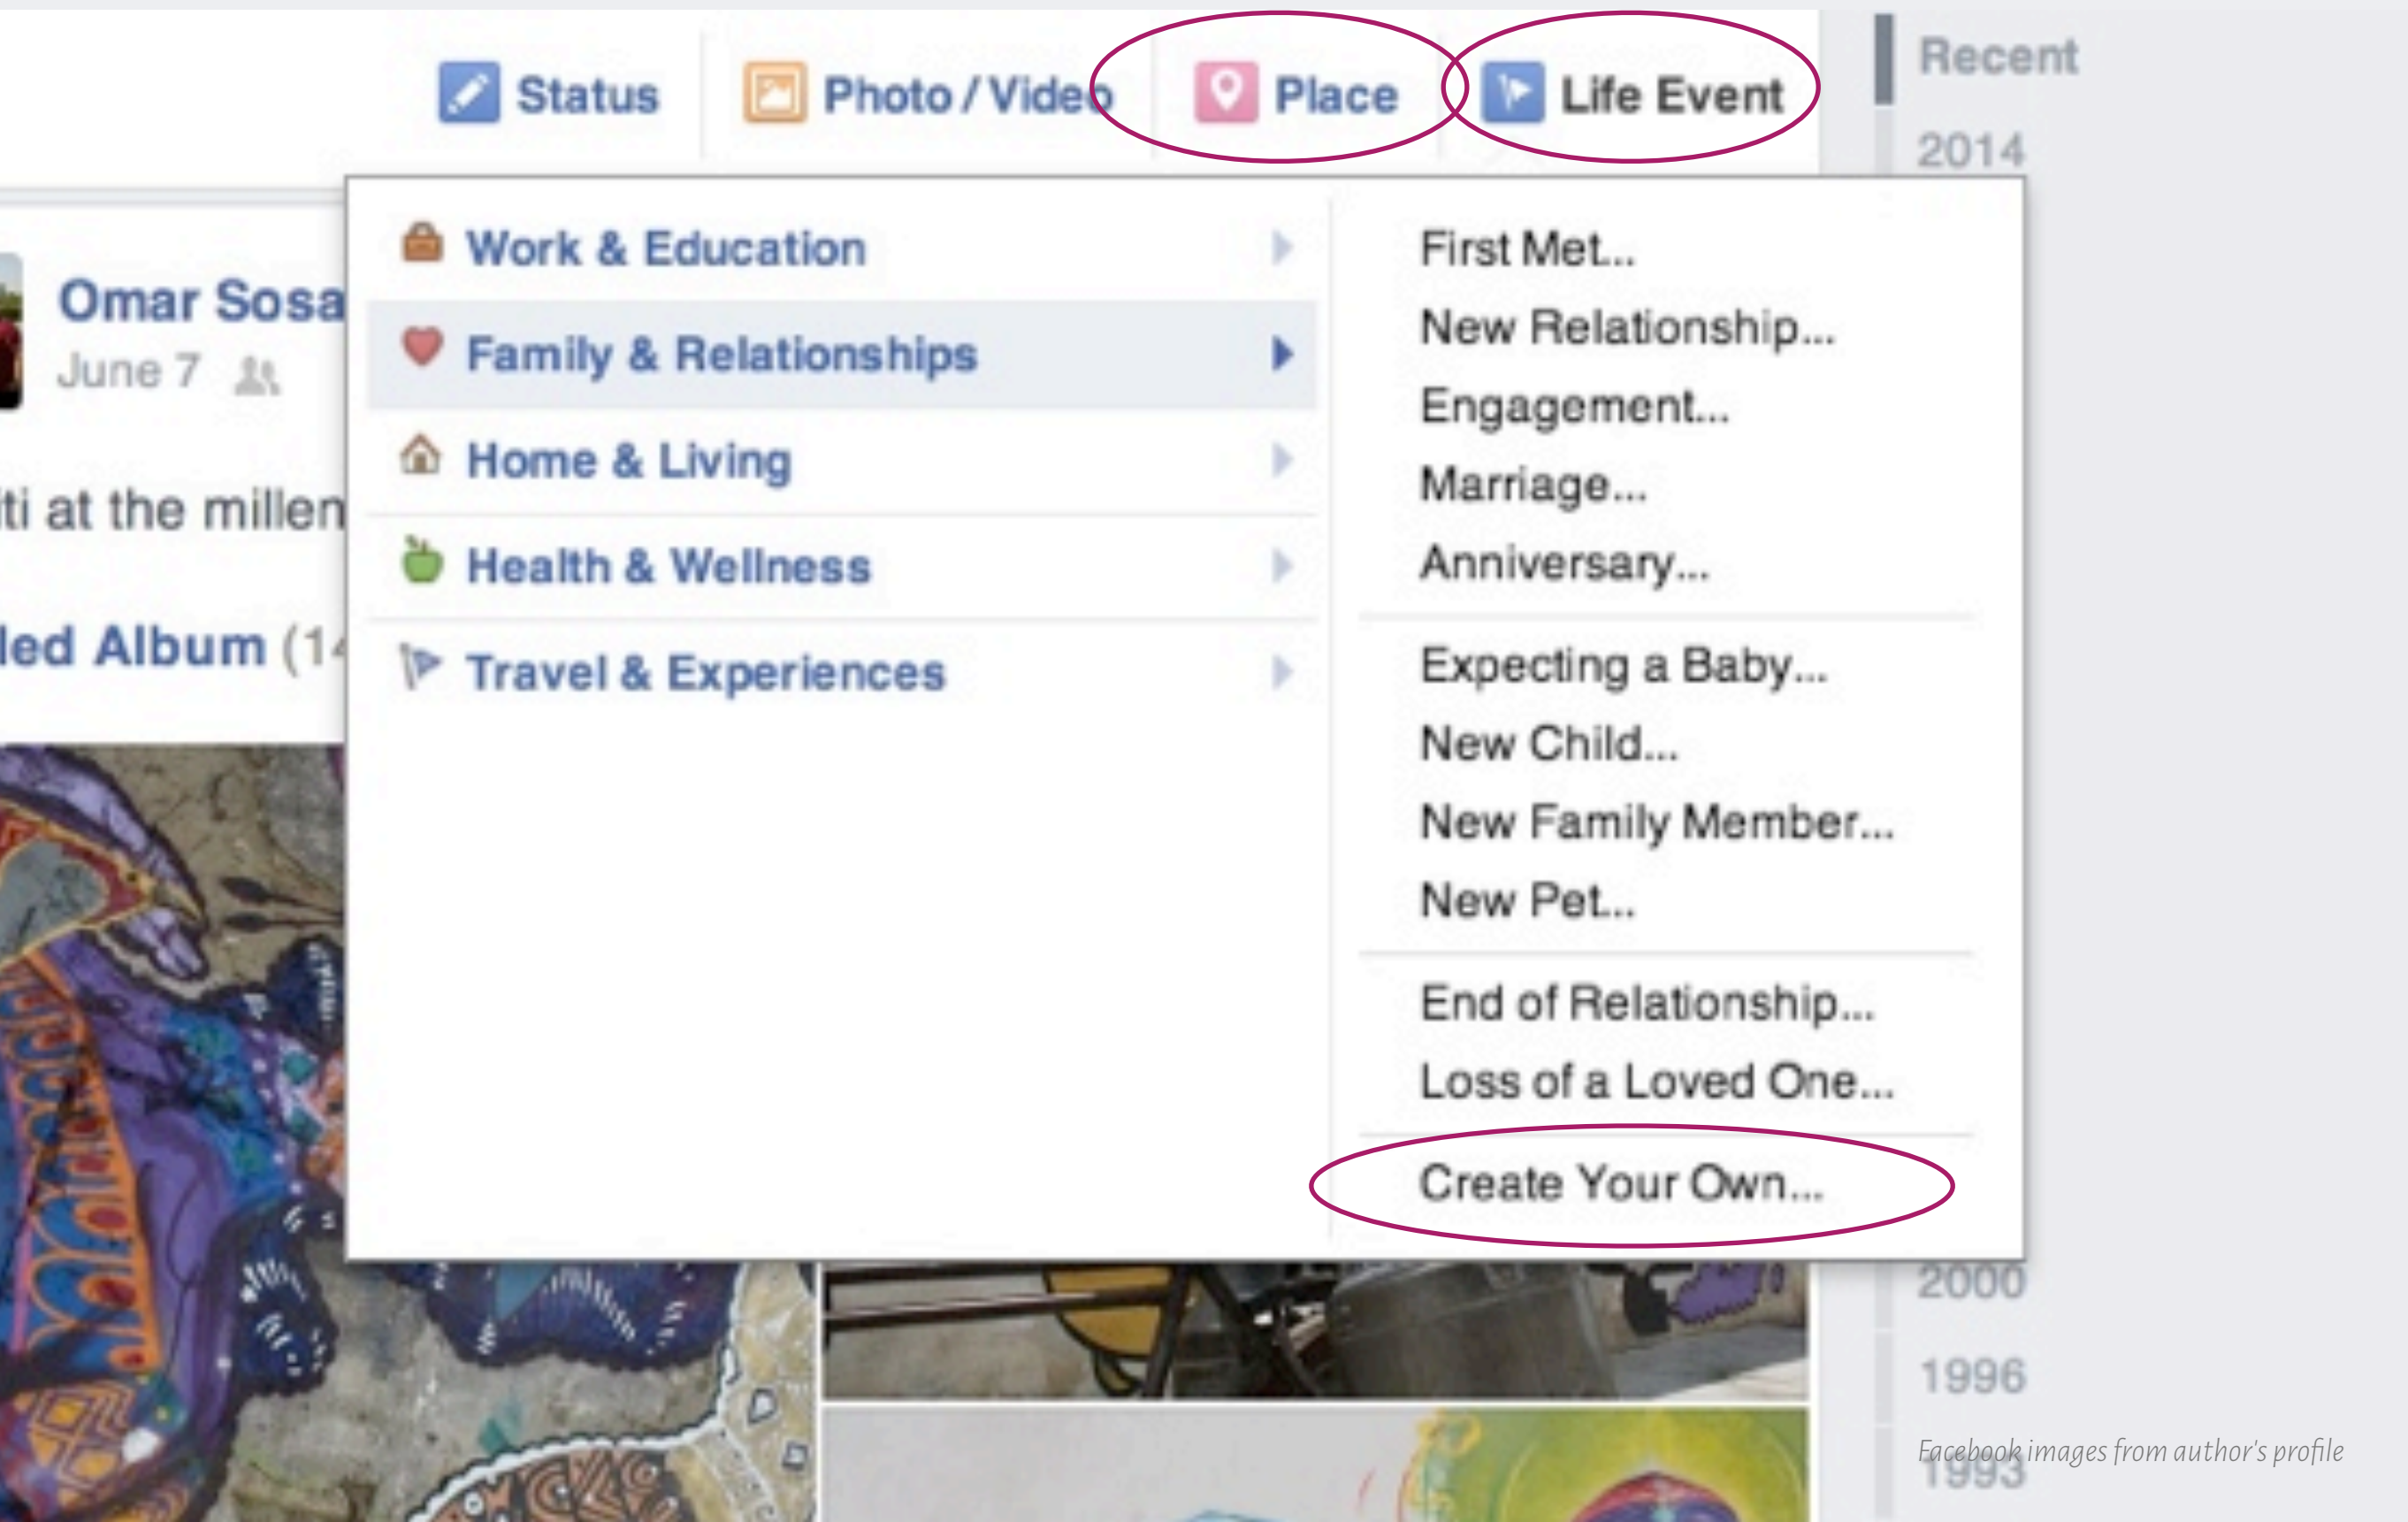 Status
Photo / Video
Place
Life Event
Recent
2014
Omar Sosa
June 7
at the
Album
Work & Education
Family & Relationships
Home & Living
Health & Wellness
Travel & Experiences
First Met...
New Relationship...
Engagement...
Marriage...
Anniversary...
Expecting a Baby...
New Child...
New Family Member...
New Pet...
End of Relationship...
Loss of a Loved One...
Create Your Own...
2000
1996
1993
Facebook images from author's profile